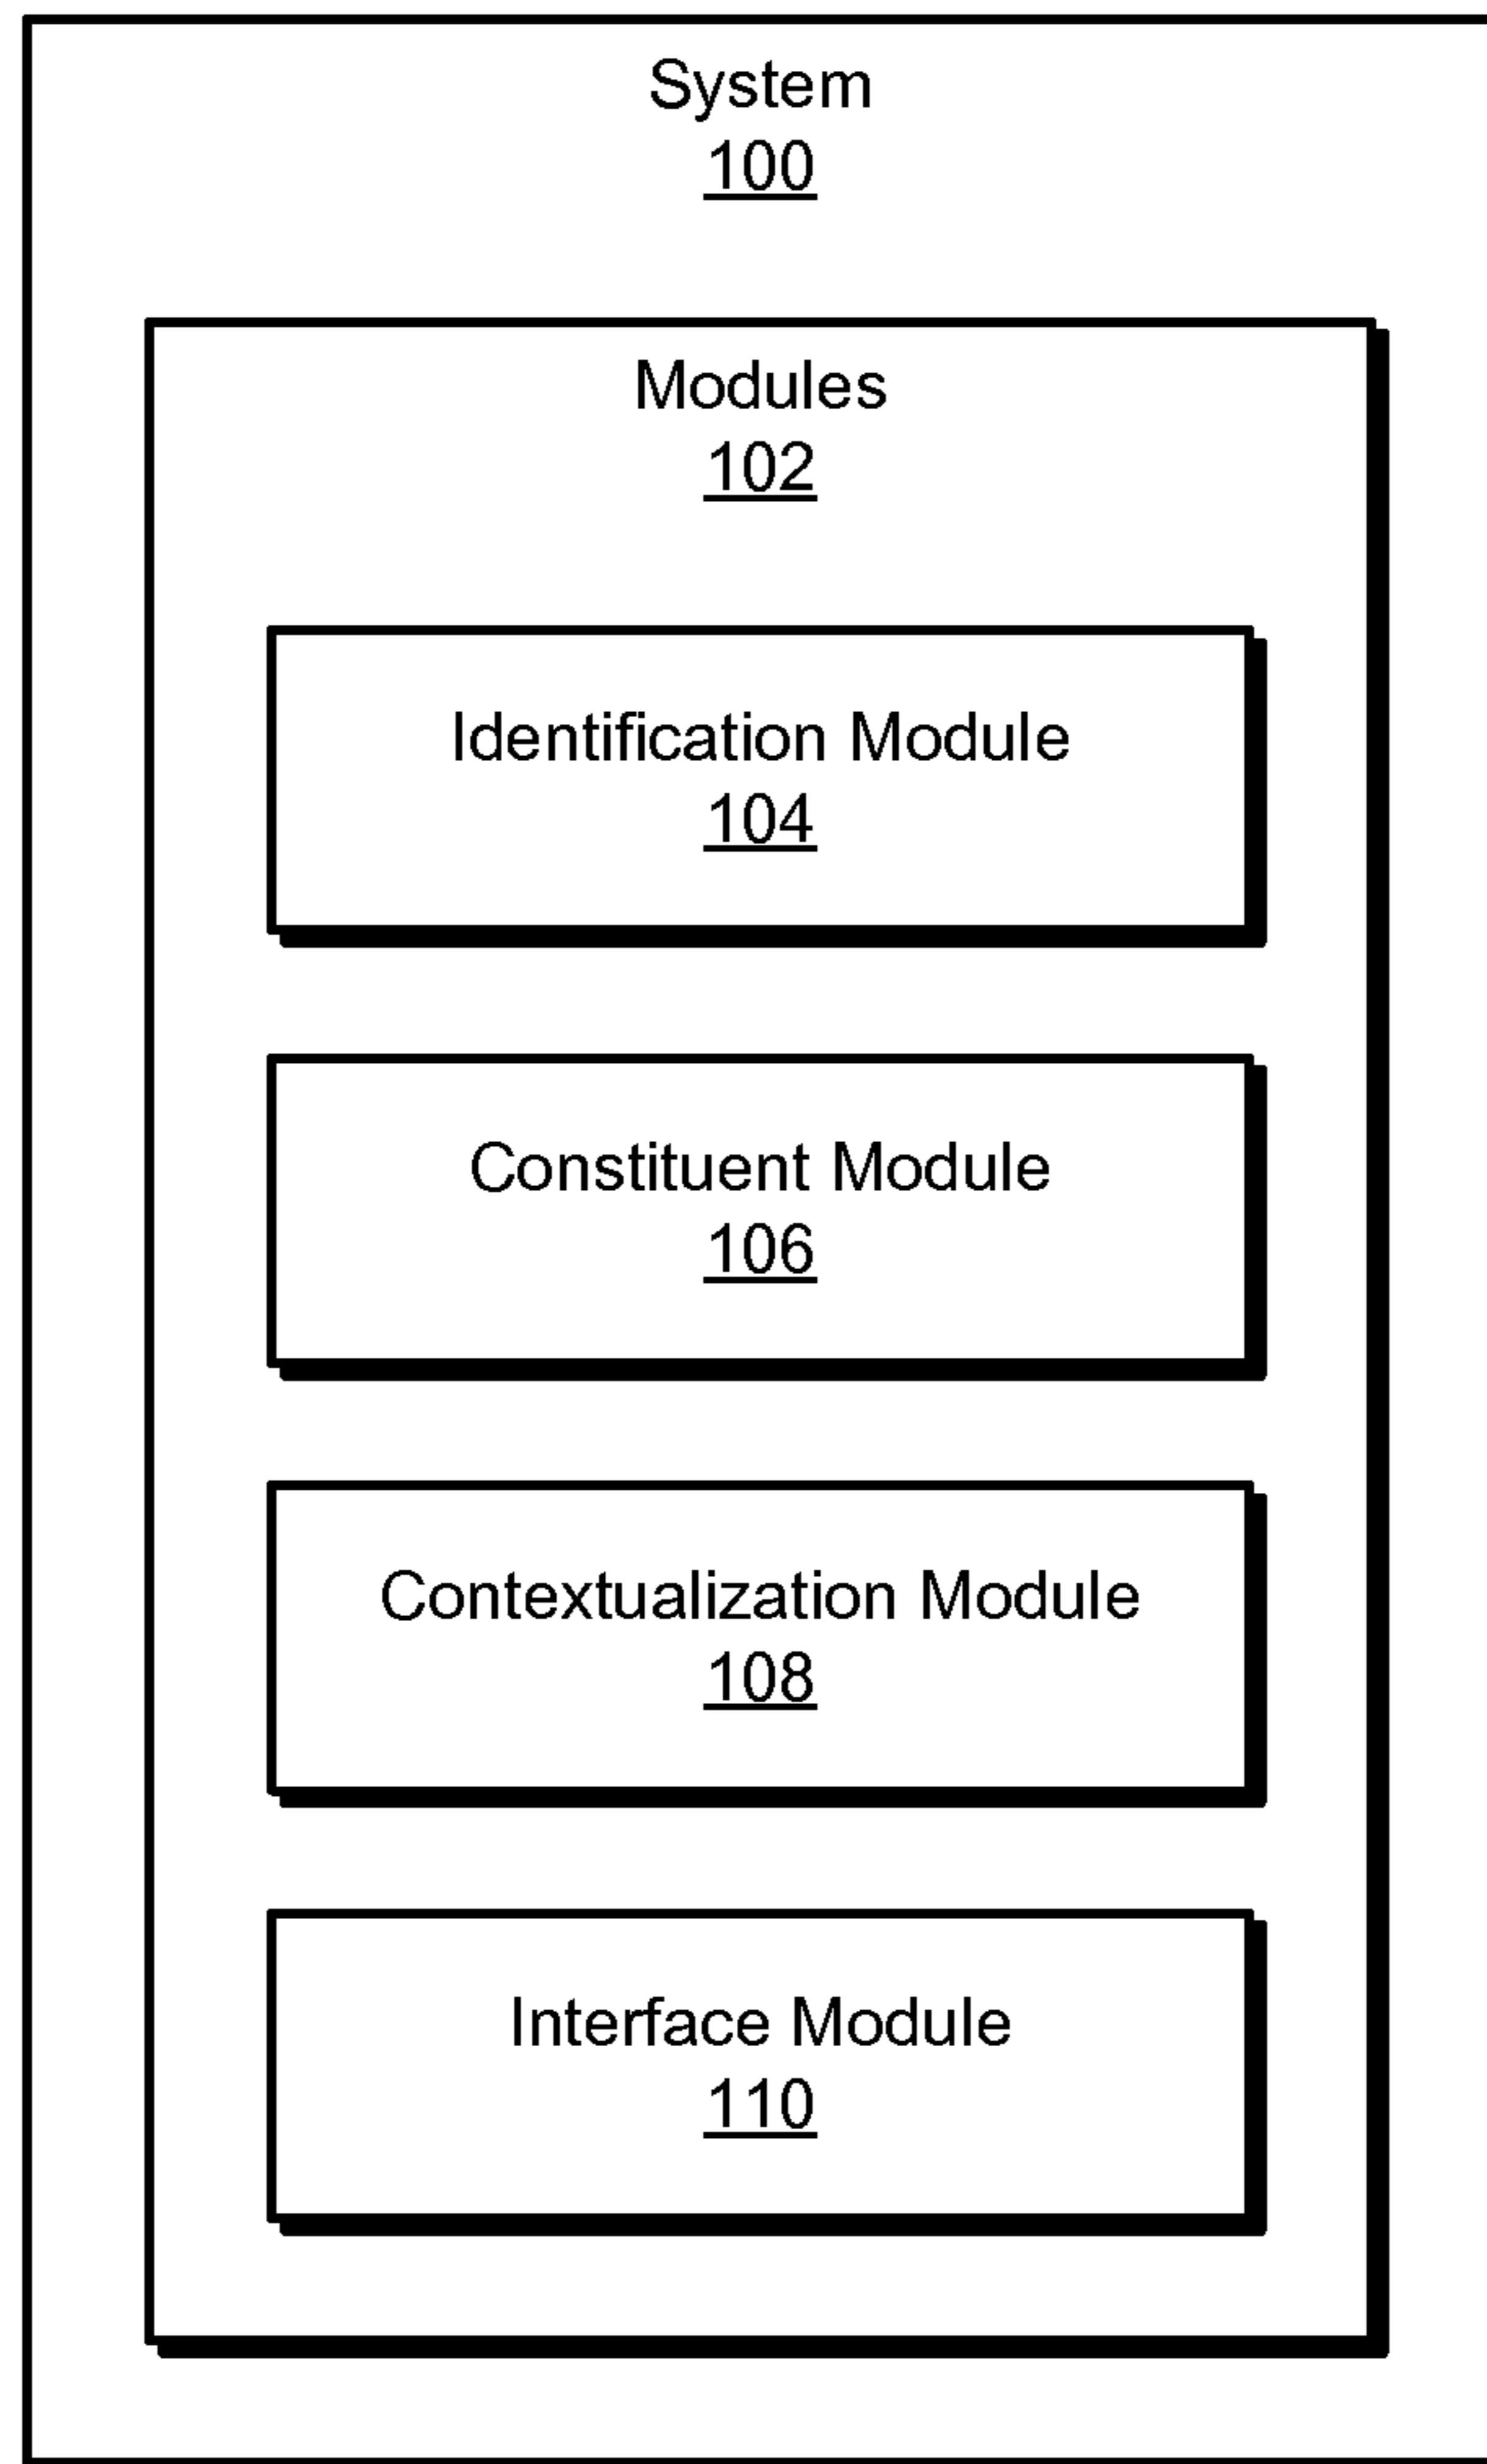 System
100
Modules
102
Identification Module
104
Constituent Module
106
Contextualization Module
108
Interface Module
110